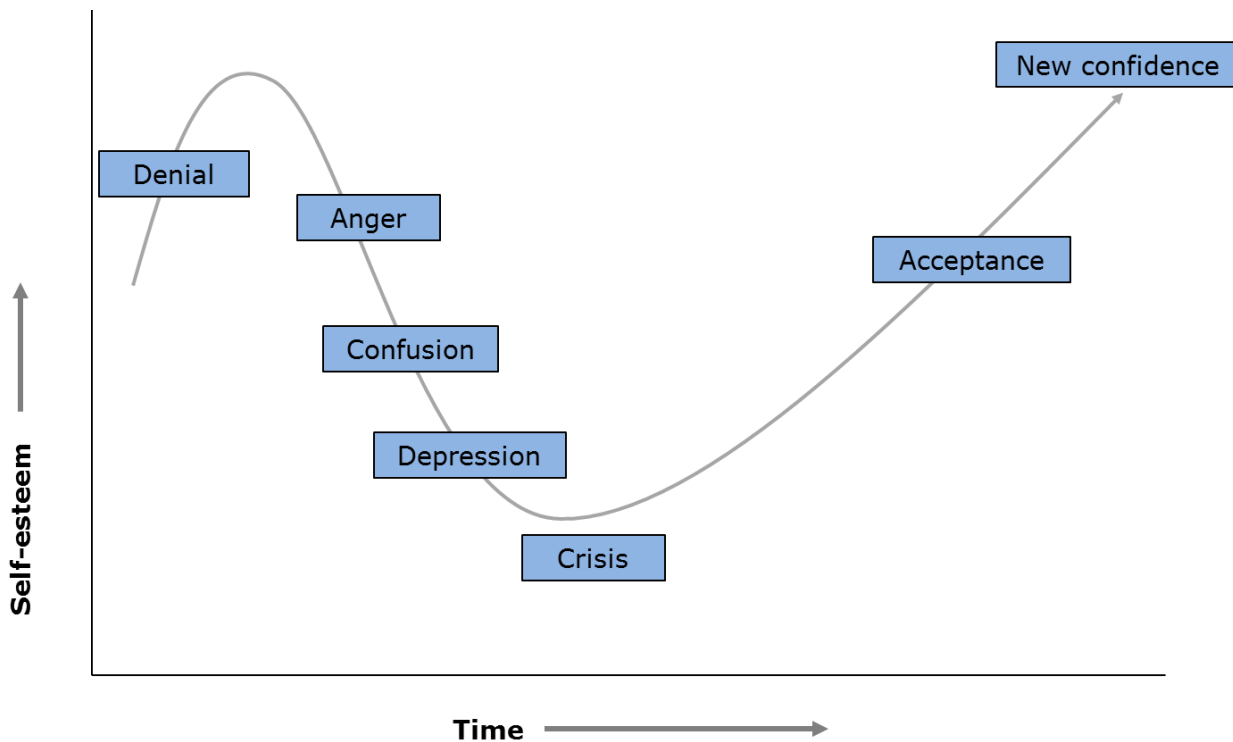 New confidence
Denial
Anger
Acceptance
Confusion
Depression
Crisis
Self-esteem
Time